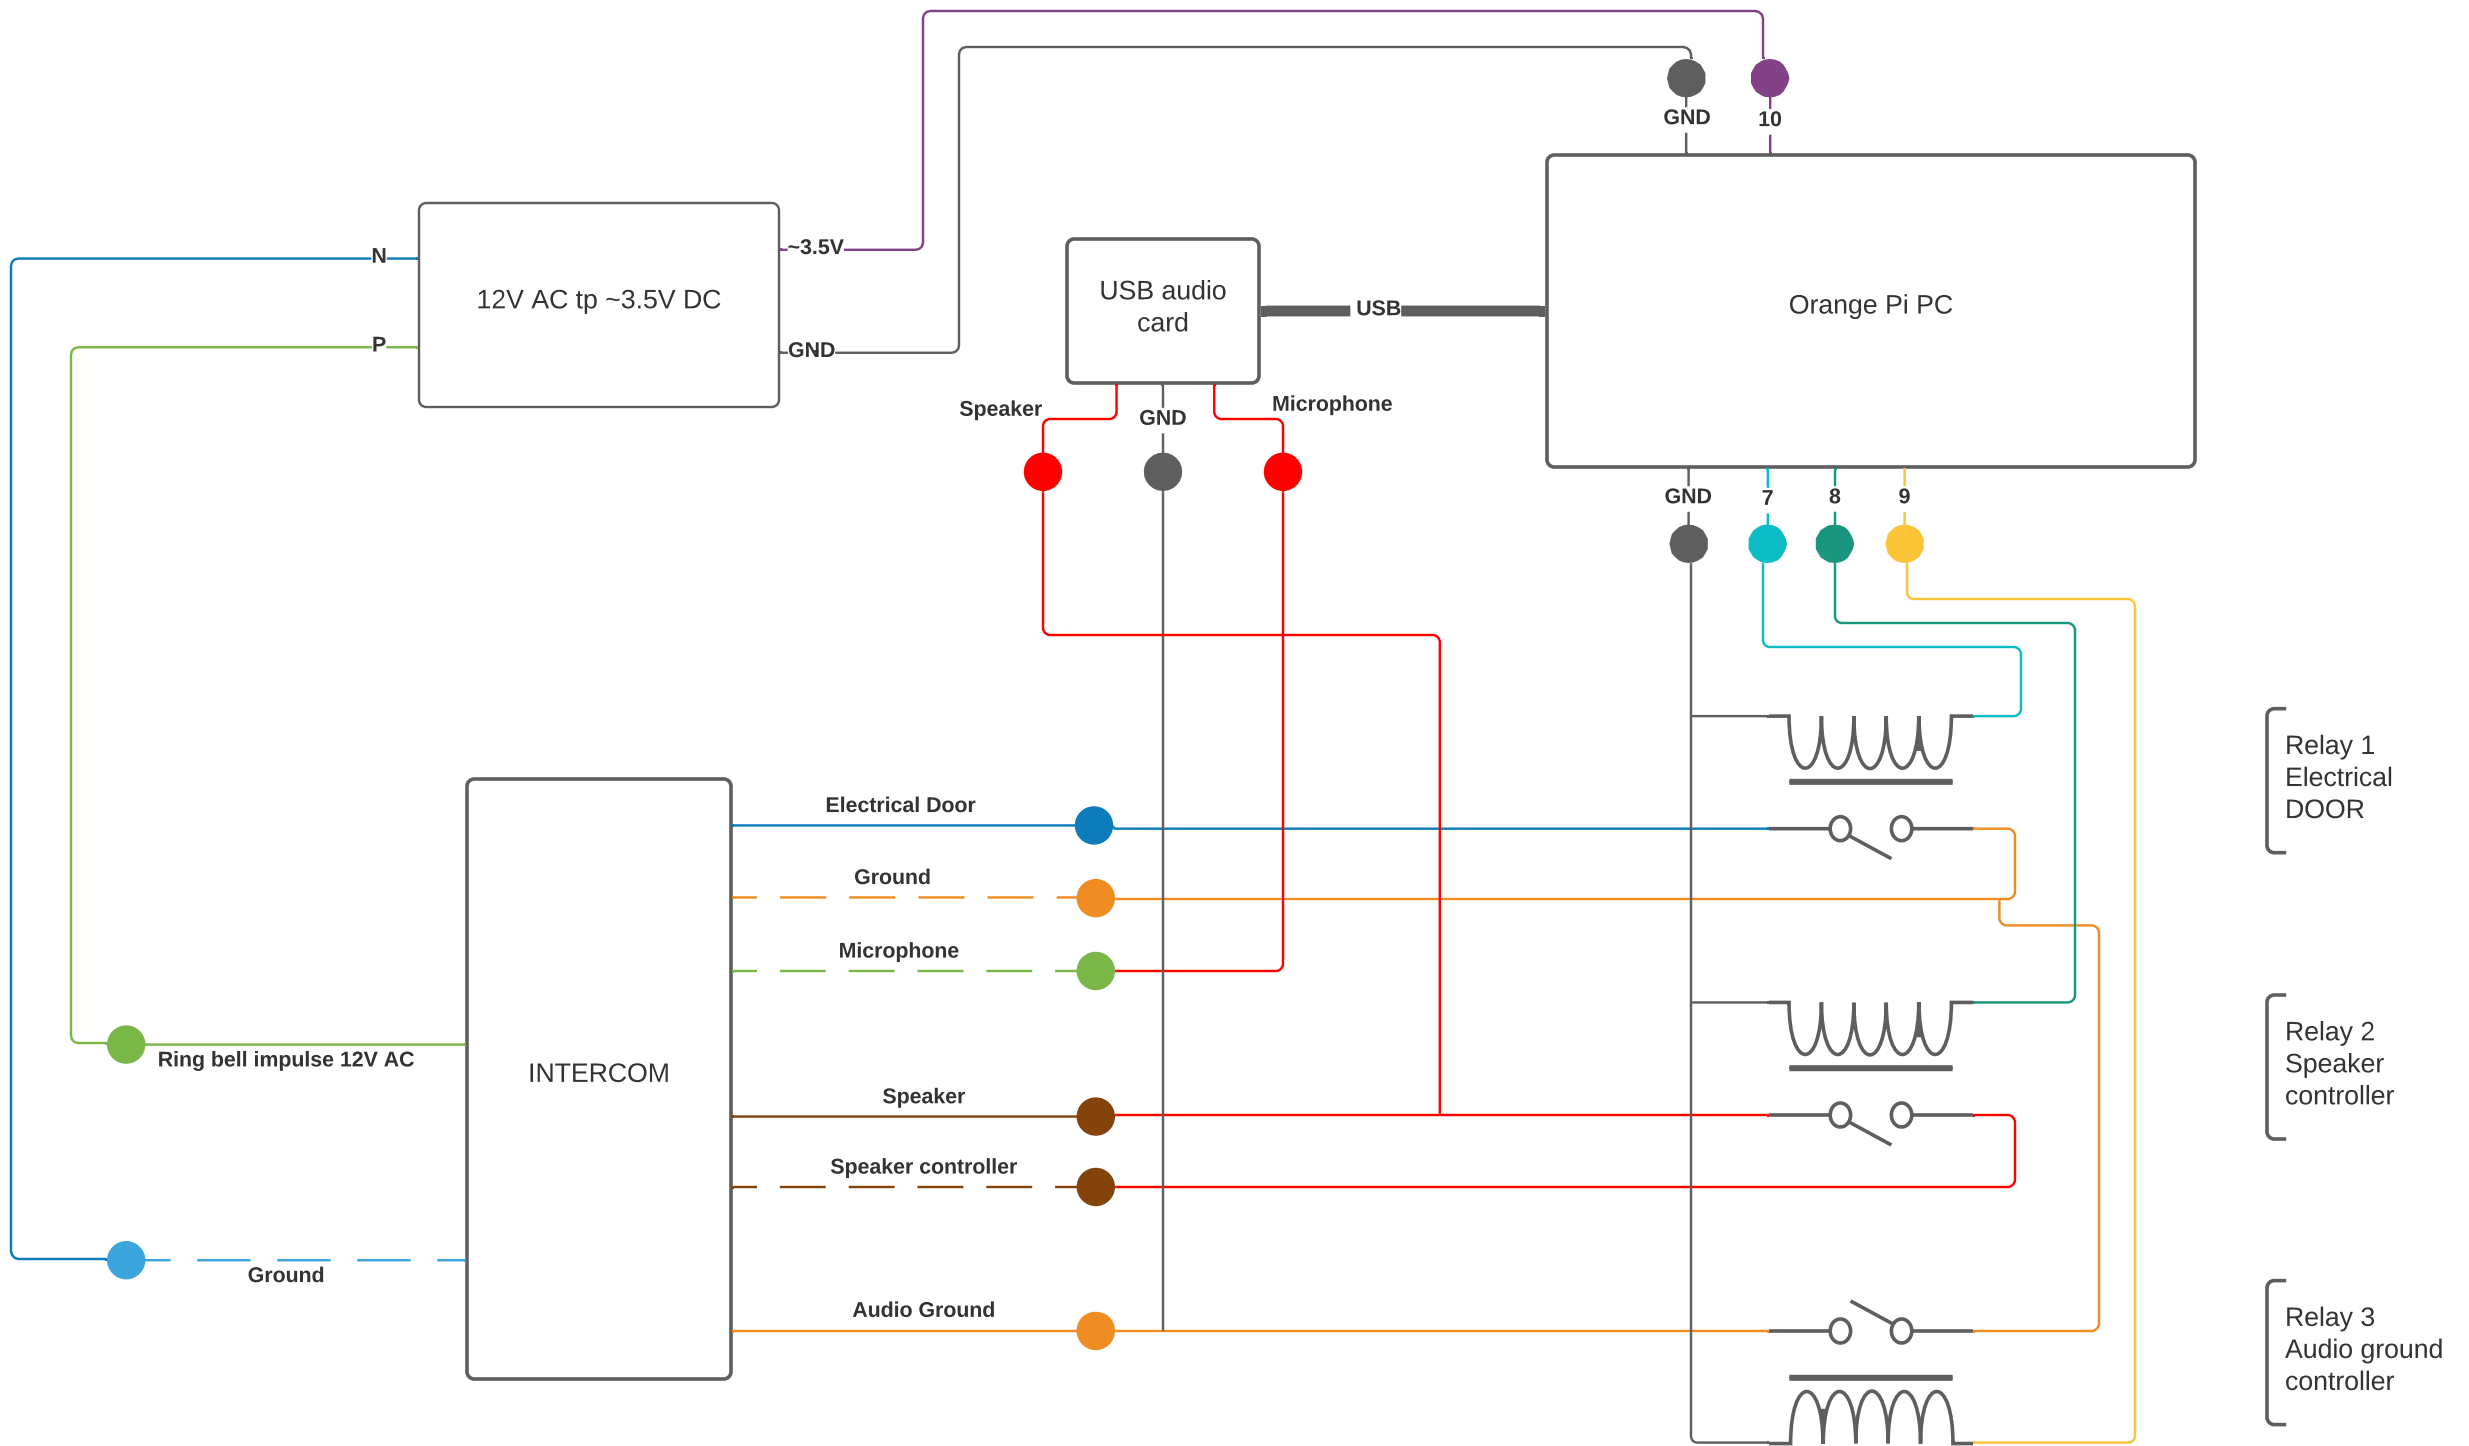 GND
10
N
~3.5V
12V AC tp ~3.5V DC
P
GND
USB audio
card
USB
Orange Pi PC
Speaker
GND
Microphone
GND
7
8
9
Relay 1
Electrical
DOOR
Electrical Door
Ground
Microphone
Ring bell impulse 12V AC
INTERCOM
Speaker
Speaker controller
Relay 2
Speaker
controller
Ground
Audio Ground
Relay 3
Audio ground
controller